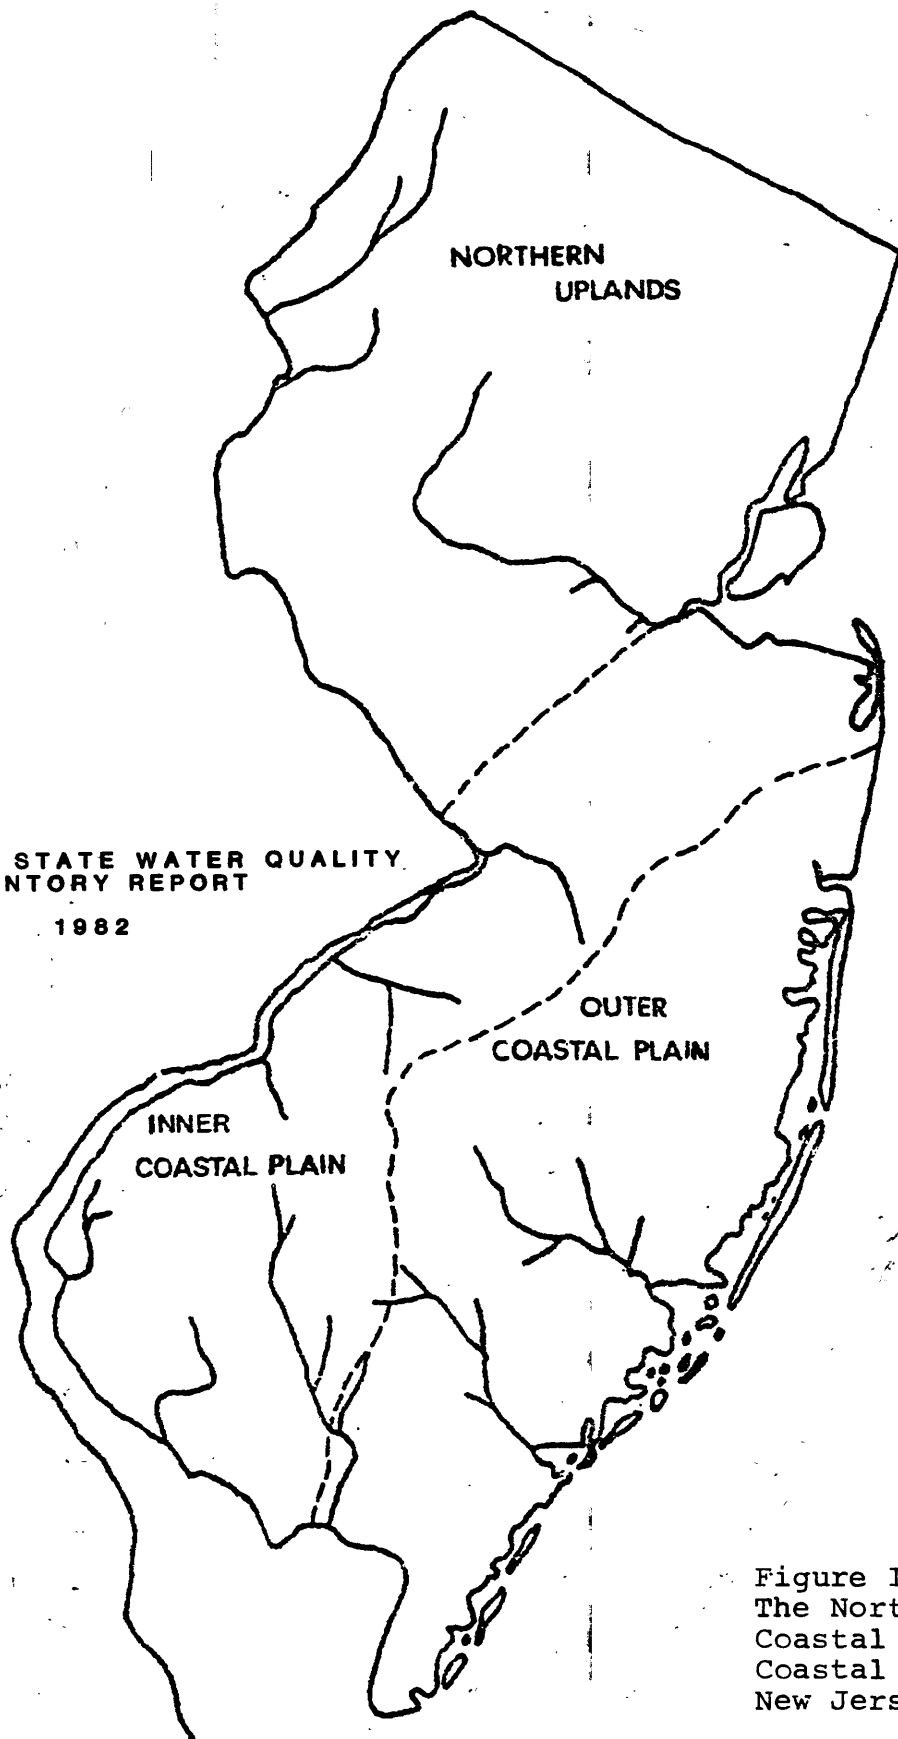 NORTHERN
UPLANDS
STATE WATER QUALITY
NTORY REPORT
1982
OUTER
COASTAL PLAIN
INNER
COASTAL PLAIN
Figure
The Nort
Coastal
Coastal
New Jers